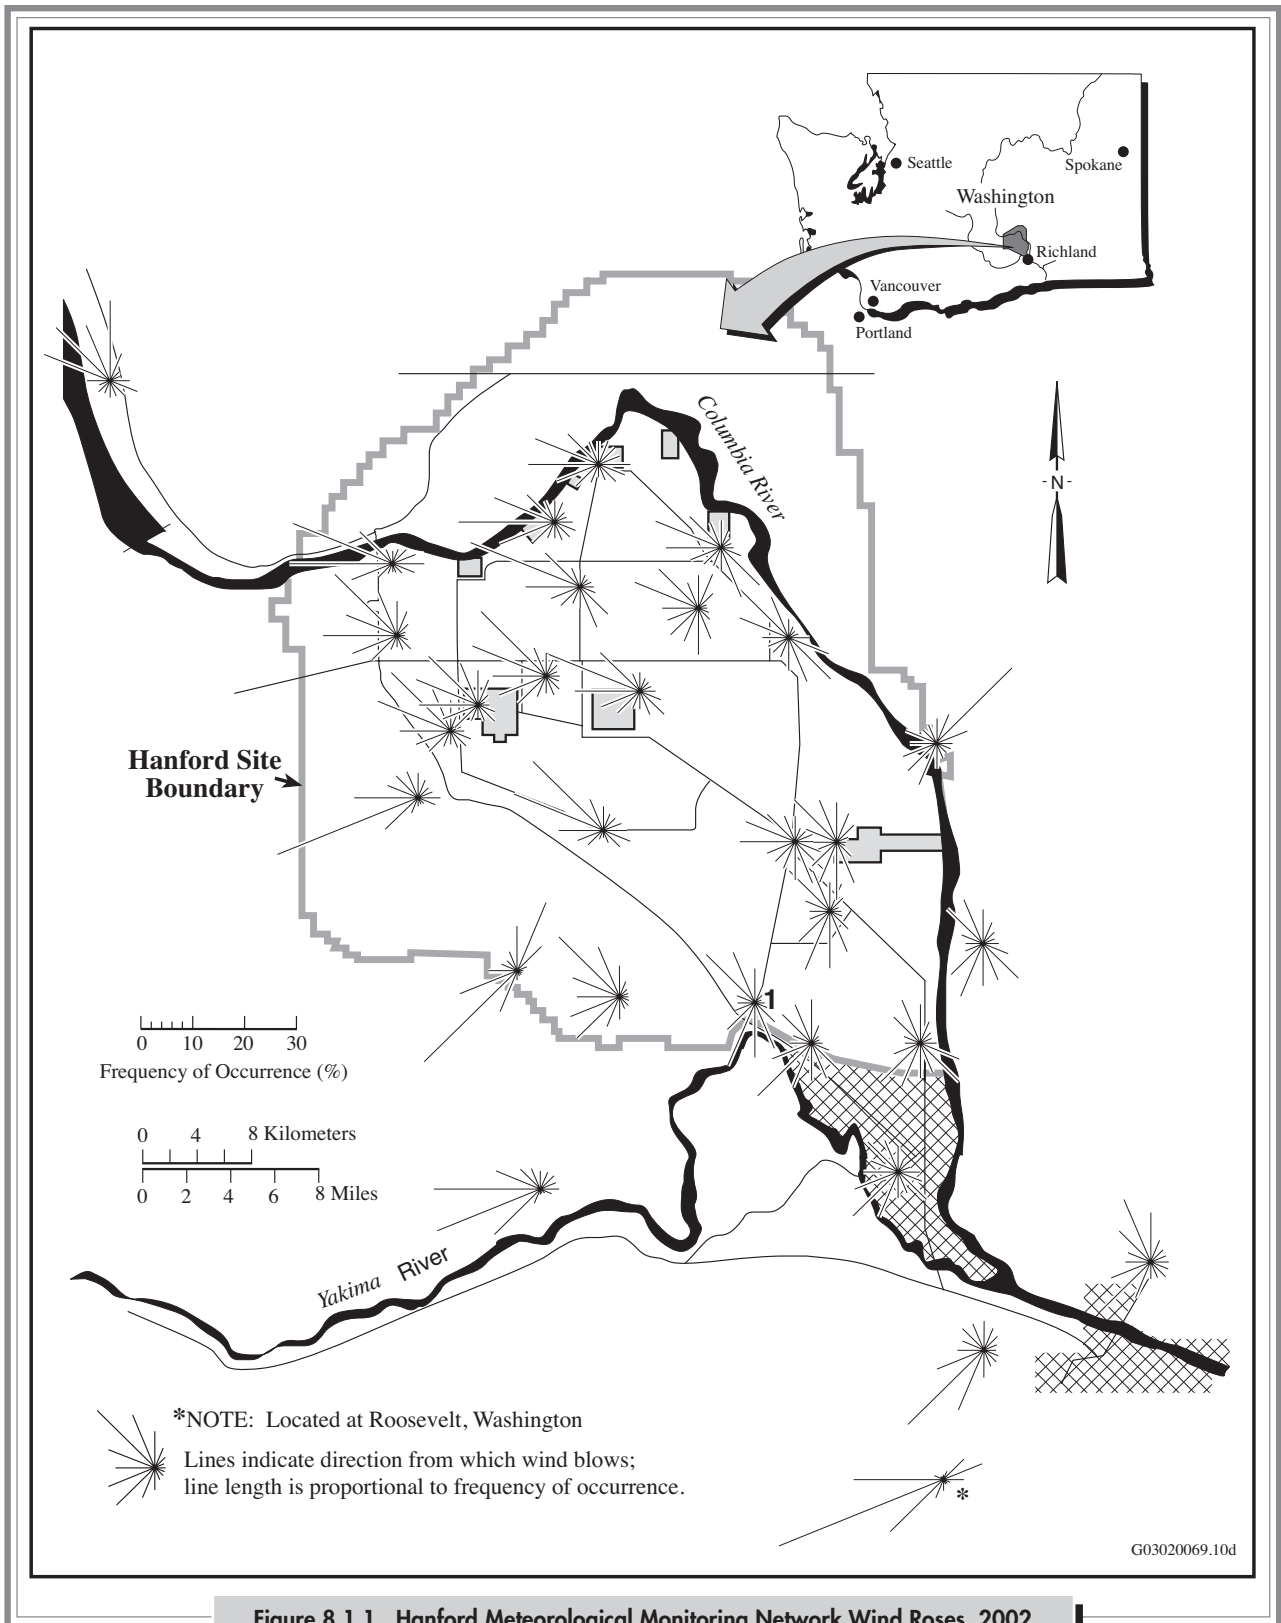 Seattle
Spokane
Washington
Richland
Vancouver
Portland
Columbia River
- N -
Hanford Site
Boundary
1
0 10 20 30
Frequency of Occurrence (%)
0 4 8 Kilometers
0 2 4 6 8 Miles
Yakima River
*NOTE: Located at Roosevelt, Washington
Lines indicate direction from which wind blows;
line length is proportional to frequency of occurrence.
*
G03020069.10d
Figure 8.1.1. Hanford Meteorological Monitoring Network Wind Roses, 2002